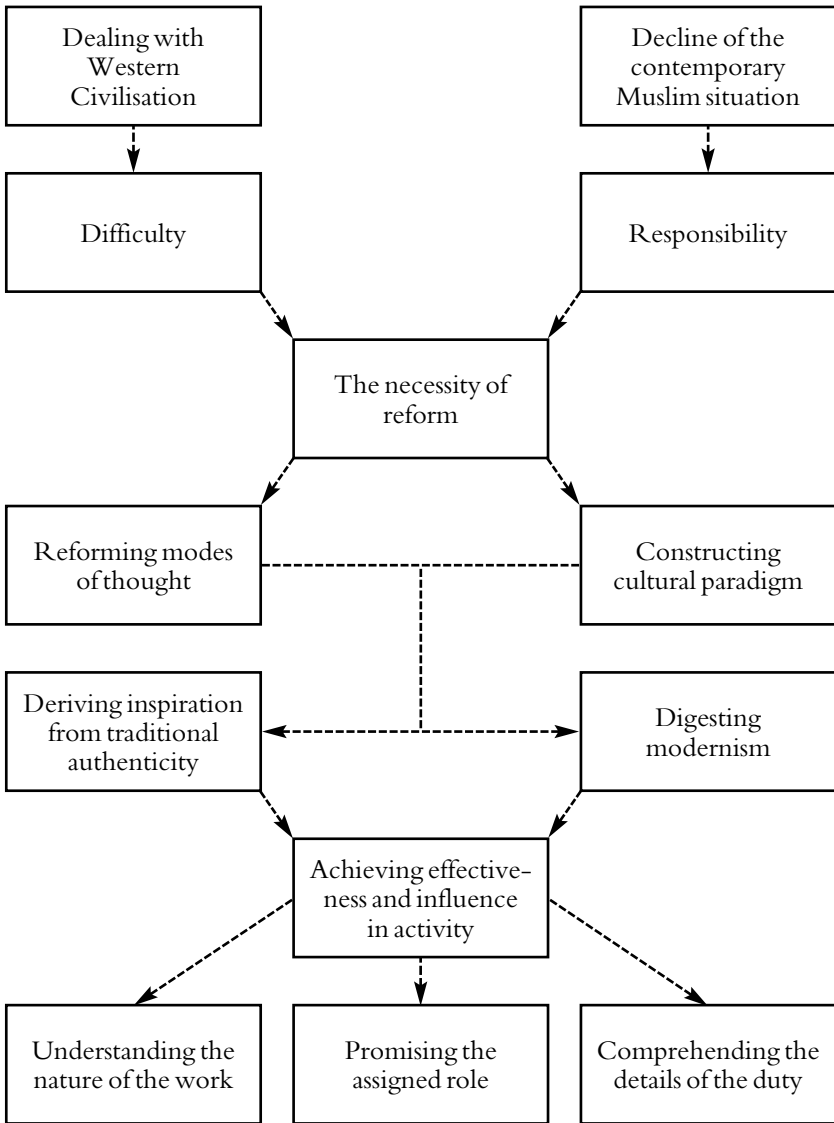 Dealing with
Western
Civilisation
Decline of the
contemporary
Muslim situation
Difficulty
Responsibility
The necessity of
reform
Reforming modes
of thought
Constructing
cultural paradigm
Deriving inspiration
from traditional
authenticity
Digesting
modernism
Achieving effective-
ness and influence
in activity
Understanding the
nature of the work
Promising the
assigned role
Comprehending the
details of the duty